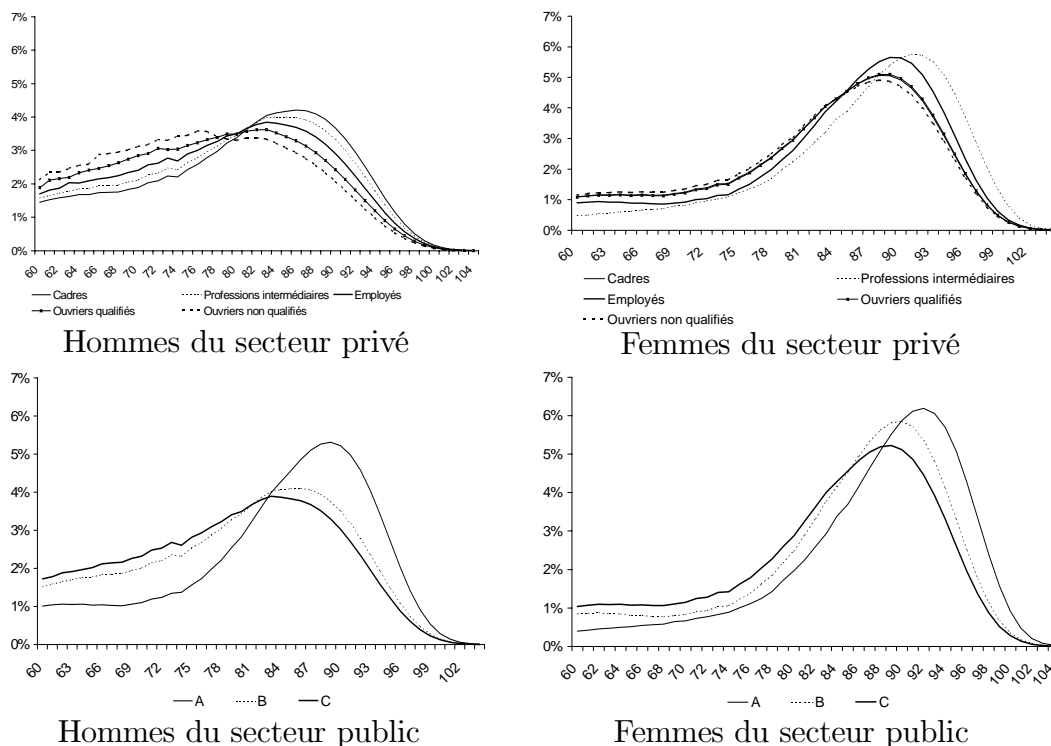 7%
6%
5%
4%
3%
2%
1%
0%
60 62 64 66 68 70 72 74 76 78 80 82 84 86 88 90 92 94 96 98 100 102 104
Cadres Professions intermédiaires Employés
Ouvriers qualifiés Ouvriers non qualifiés
Hommes du secteur privé
7%
6%
5%
4%
3%
2%
1%
0%
60 63 66 69 72 75 78 81 84 87 90 93 96 99 102
Cadres Professions intermédiaires
Employés Ouvriers qualifiés
Ouvriers non qualifiés
Femmes du secteur privé
7%
6%
5%
4%
3%
2%
1%
0%
60 63 66 69 72 75 78 81 84 87 90 93 96 99 102
A B C
Hommes du secteur public
7%
6%
5%
4%
3%
2%
1%
0%
60 62 64 66 68 70 72 74 76 78 80 82 84 86 88 90 92 94 96 98 100 102 104
A B C
Femmes du secteur public